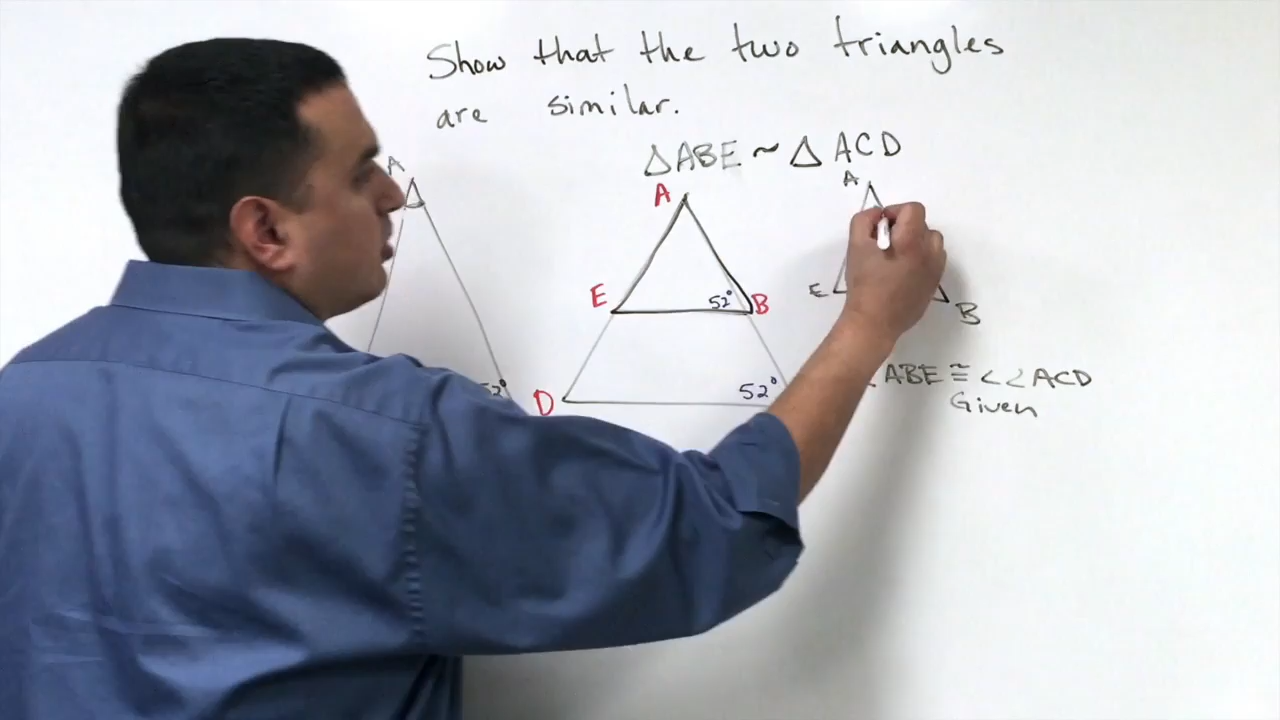 Show that the two triangles
are similar.
△ABE ~ △ACD
A
A
A
E
52°
B
E
B
52°
D
52°
ABE ≅ <∠ACD
Given